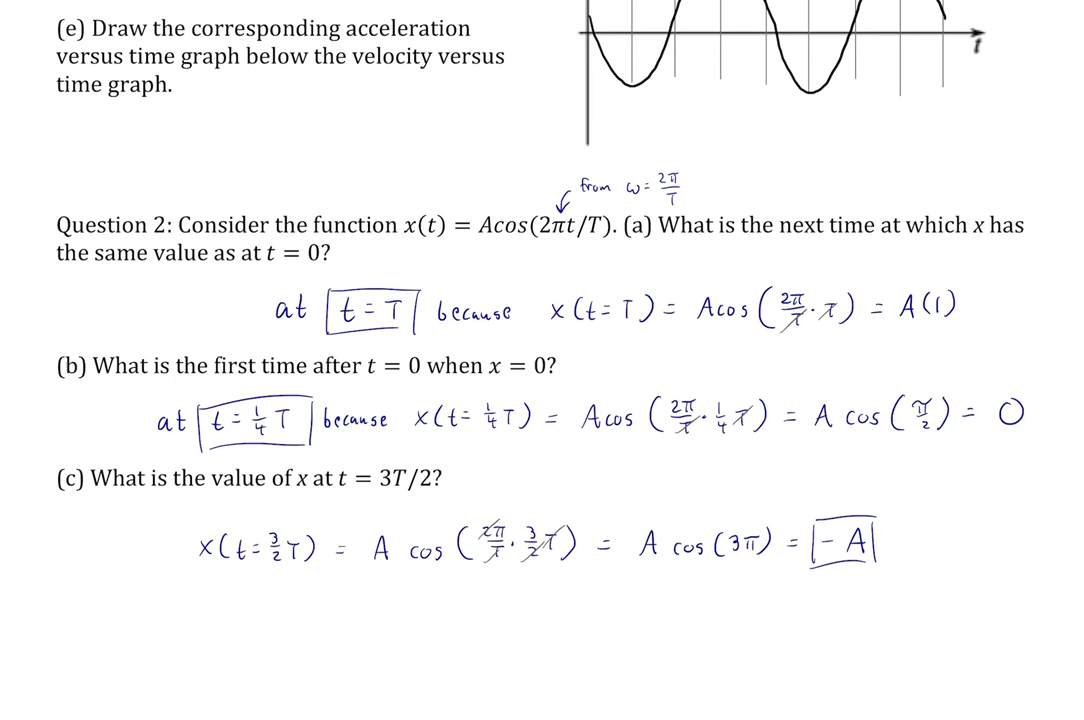 (e) Draw the corresponding acceleration
versus time graph below the velocity versus
time graph.
t
from ω = 2π/T
Question 2: Consider the function x(t) = Acos(2πt/T). (a) What is the next time at which x has
the same value as at t = 0?
at t = T because x(t = T) = Acos(2π/T · T) = A(1)
(b) What is the first time after t = 0 when x = 0?
at t = 1/4 T because x(t = 1/4 T) = Acos(2π/T · 1/4 T) = A cos(π/2) = 0
(c) What is the value of x at t = 3T/2?
x(t = 3/2 T) = A cos(2π/T · 3/2 T) = A cos(3π) = -A